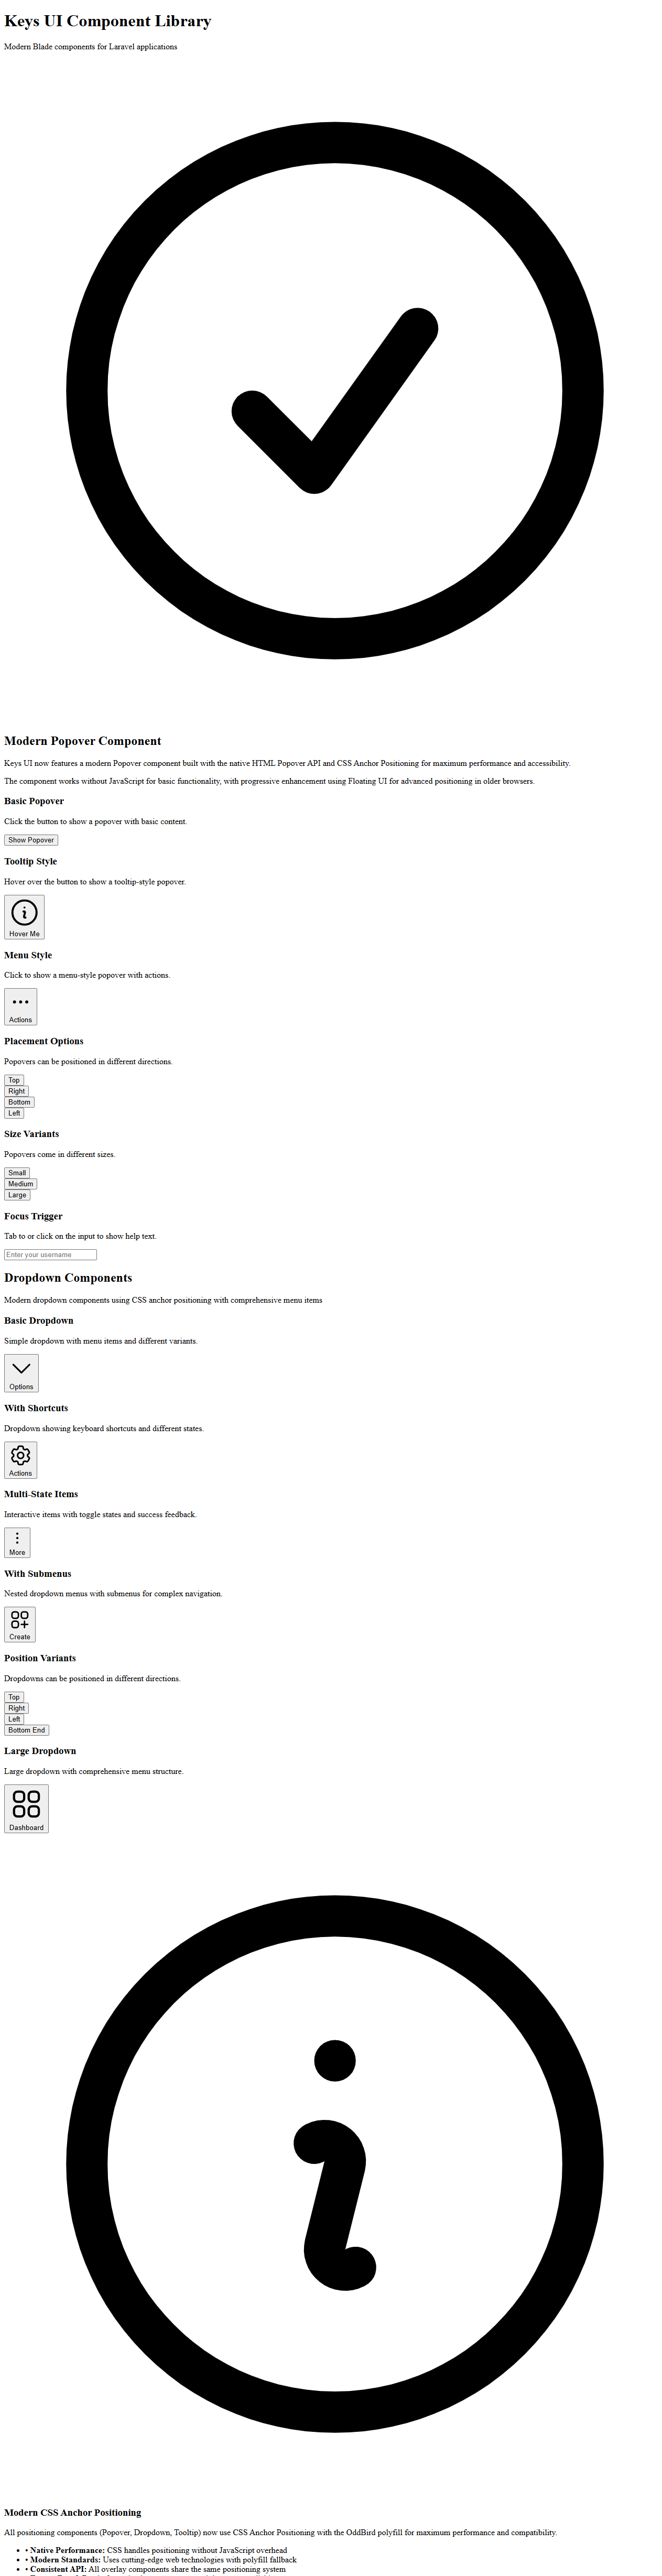 Keys UI Component Library
Modern Blade components for Laravel applications
Modern Popover Component
Keys UI now features a modern Popover component built with the native HTML Popover API and CSS Anchor Positioning for maximum performance and accessibility.
The component works without JavaScript for basic functionality, with progressive enhancement using Floating UI for advanced positioning in older browsers.
Basic Popover
Click the button to show a popover with basic content.
Show Popover
Tooltip Style
Hover over the button to show a tooltip-style popover.
Hover Me
Menu Style
Click to show a menu-style popover with actions.
Actions
Placement Options
Popovers can be positioned in different directions.
Top
Right
Bottom
Left
Size Variants
Popovers come in different sizes.
Small
Medium
Large
Focus Trigger
Tab to or click on the input to show help text.
Enter your username
Dropdown Components
Modern dropdown components using CSS anchor positioning with comprehensive menu items
Basic Dropdown
Simple dropdown with menu items and different variants.
Options
With Shortcuts
Dropdown showing keyboard shortcuts and different states.
Actions
Multi-State Items
Interactive items with toggle states and success feedback.
More
With Submenus
Nested dropdown menus with submenus for complex navigation.
Create
Position Variants
Dropdowns can be positioned in different directions.
Top
Right
Left
Bottom End
Large Dropdown
Large dropdown with comprehensive menu structure.
Dashboard
Modern CSS Anchor Positioning
All positioning components (Popover, Dropdown, Tooltip) now use CSS Anchor Positioning with the OddBird polyfill for maximum performance and compatibility.
• • Native Performance: CSS handles positioning without JavaScript overhead
• • Modern Standards: Uses cutting-edge web technologies with polyfill fallback
• • Consistent API: All overlay components share the same positioning system